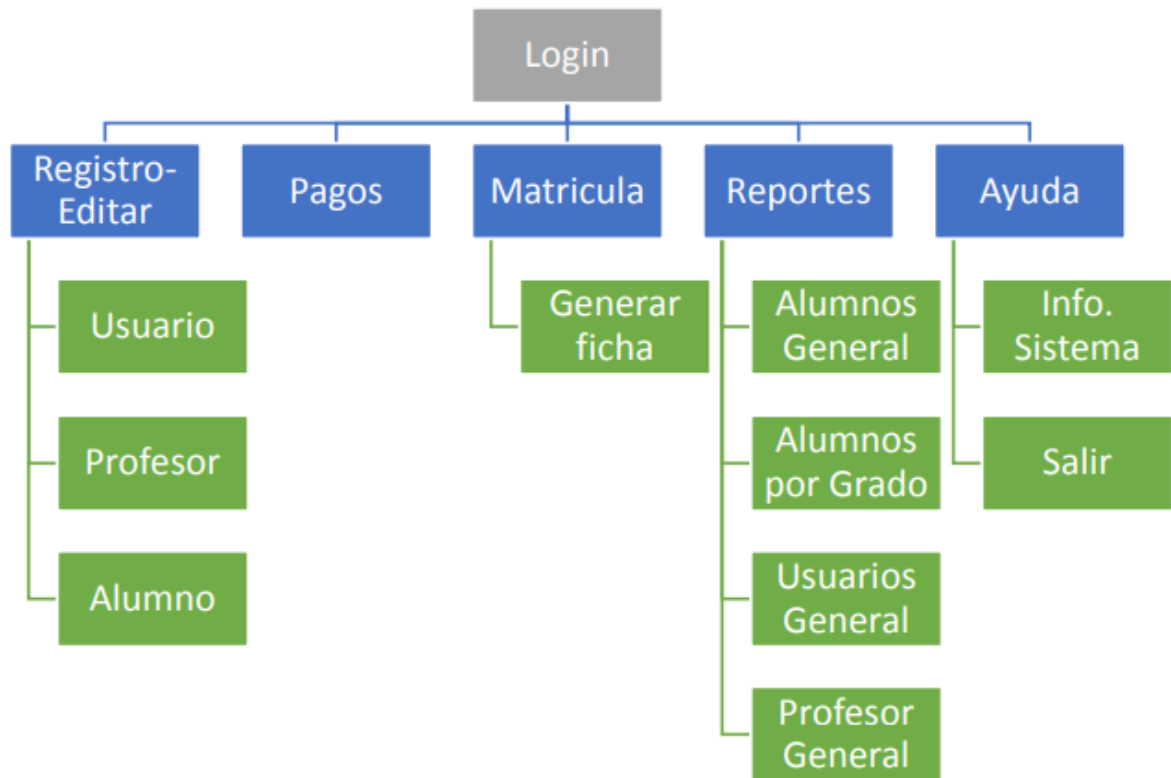 Login
Registro-
Editar
Pagos
Matricula
Reportes
Ayuda
Usuario
Profesor
Alumno
Generar
ficha
Alumnos
General
Alumnos
por Grado
Usuarios
General
Profesor
General
Info.
Sistema
Salir